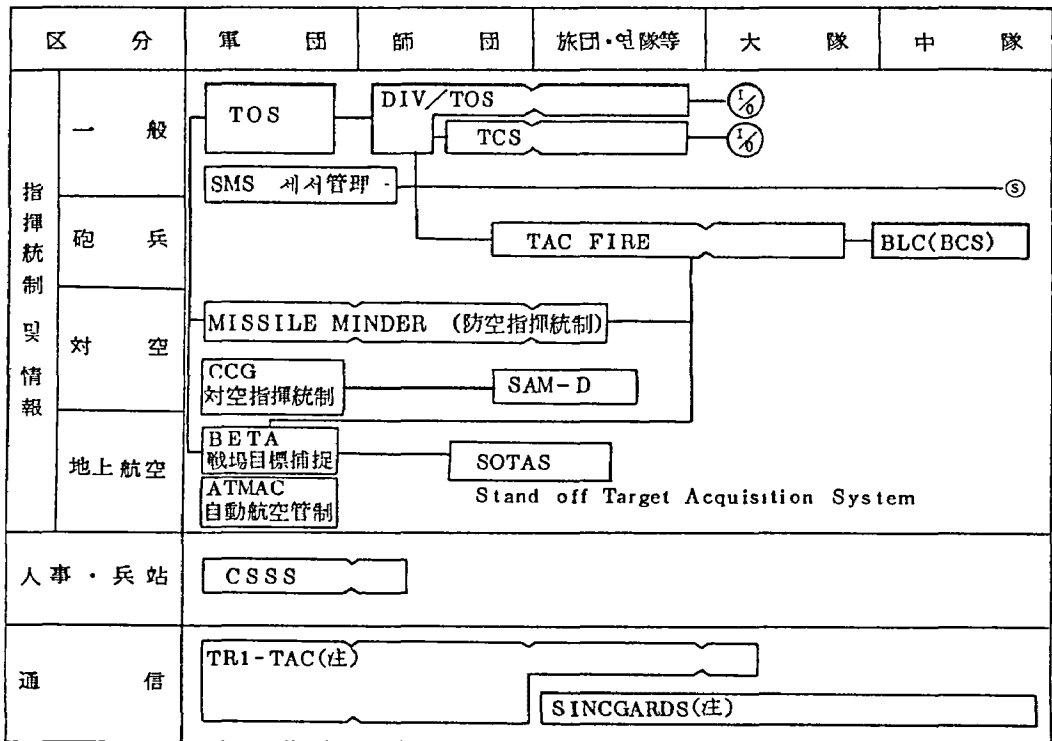 区 分 軍 団 師 団 旅団·연隊等 大 隊 中 隊
指揮統制 및 情報
一 般
TOS
DIV/TOS
I/O
TCS
I/O
SMS 세서管理
Ⓢ
砲 兵
TAC FIRE
BLC(BCS)
対 空
MISSILE MINDER (防空指揮統制)
CCG
対空指揮統制
SAM-D
地上航空
BETA
戦場目標捕捉
SOTAS
Stand off Target Acquisition System
ATMAC
自動航空管制
人事·兵站
CSSS
通 信
TR1-TAC(注)
SINCGARDS(注)